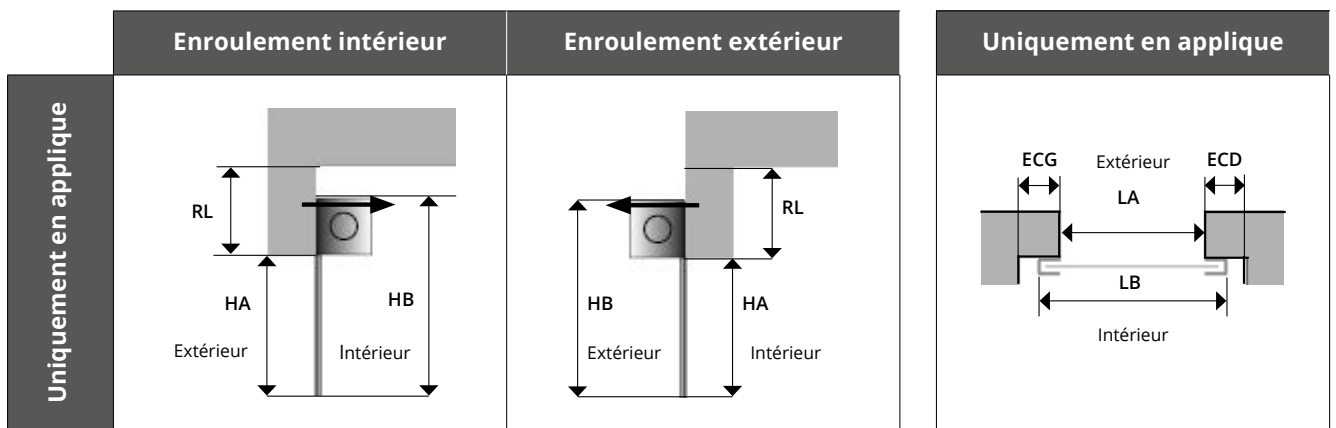 Enroulement intérieur
Enroulement extérieur
Uniquement en applique
Uniquement en applique
RL
HA
HB
Extérieur
Intérieur
RL
HB
HA
Extérieur
Intérieur
ECG
Extérieur
ECD
LA
LB
Intérieur